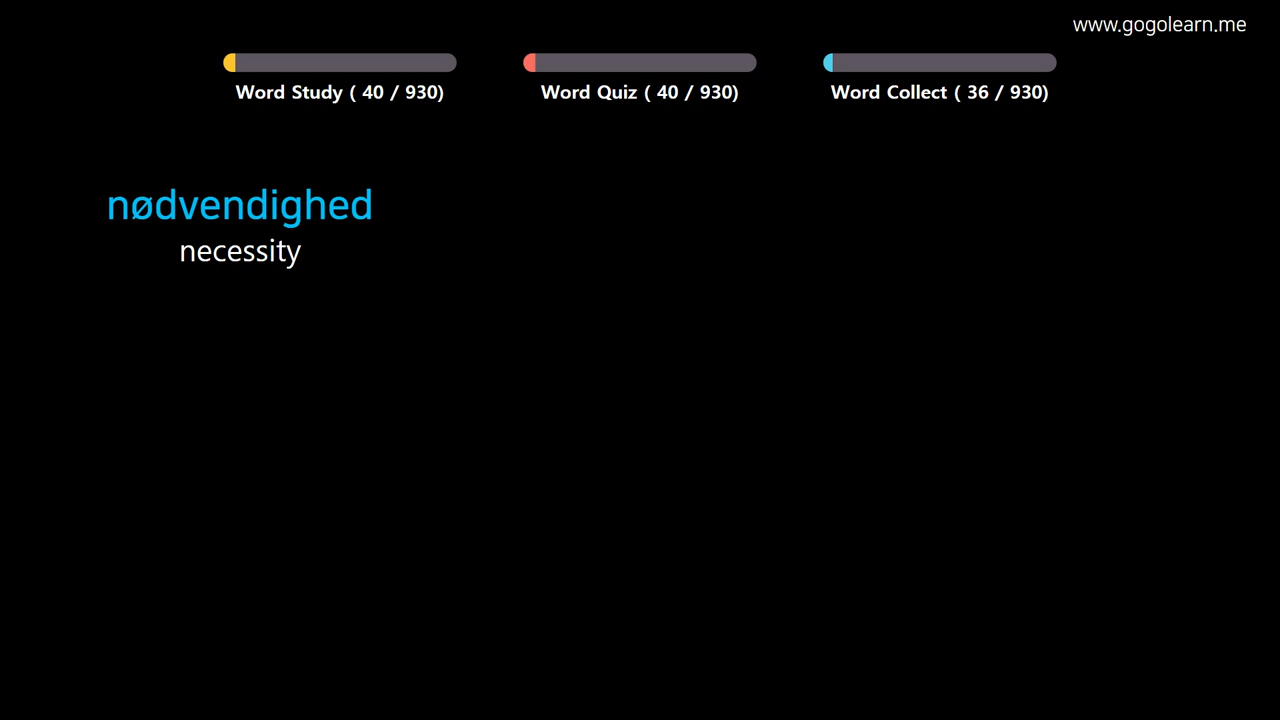 www.gogolearn.me
Word Study ( 40 / 930)
Word Quiz ( 40 / 930)
Word Collect ( 36 / 930)
nødvendighed
necessity